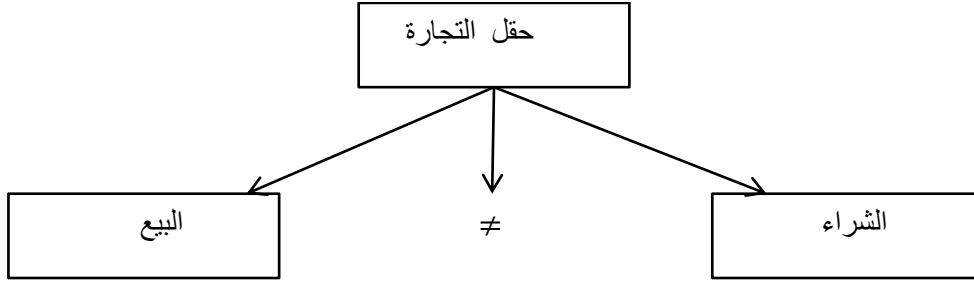 حقل التجارة
الشراء
≠
البيع